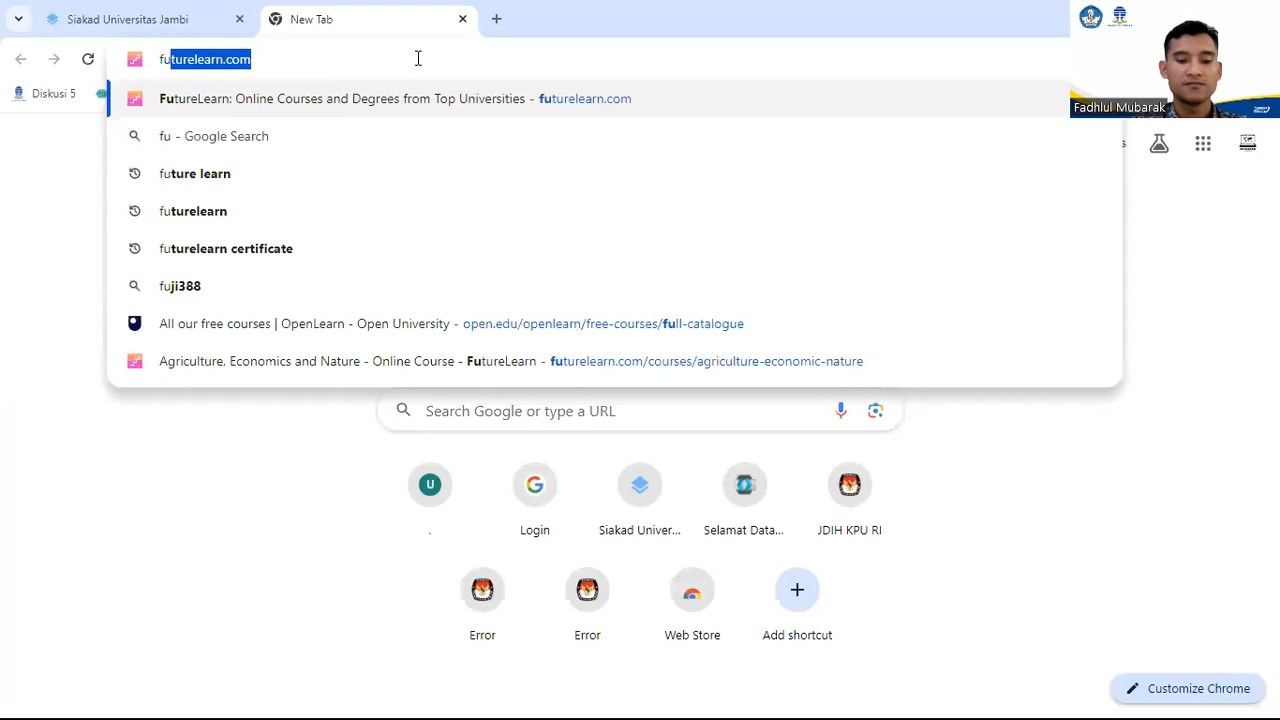 Siakad Universitas Jambi
New Tab
futurelearn.com
Diskusi 5
FutureLearn: Online Courses and Degrees from Top Universities - futurelearn.com
fu - Google Search
future learn
futurelearn
futurelearn certificate
fuji388
All our free courses | OpenLearn - Open University - open.edu/openlearn/free-courses/full-catalogue
Agriculture, Economics and Nature - Online Course - FutureLearn - futurelearn.com/courses/agriculture-economic-nature
Fadhlul Mubarak
Search Google or type a URL
U
.
Login
Siakad Univer...
Selamat Data...
JDIH KPU RI
Error
Error
Web Store
Add shortcut
Customize Chrome